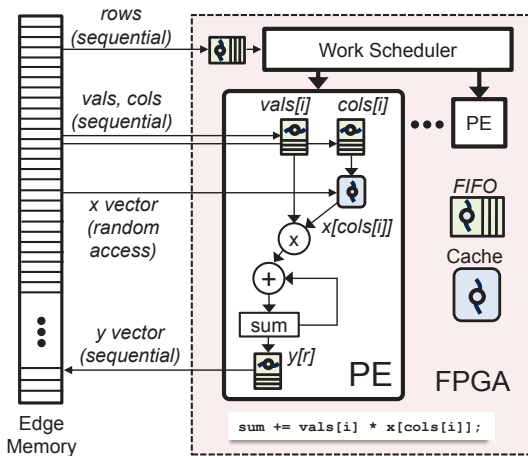 rows
(sequential)
Work Scheduler
vals, cols
(sequential)
vals[i]
cols[i]
PE
x vector
(random
access)
x[cols[i]]
x
+
sum
y vector
(sequential)
y[r]
PE
FIFO
Cache
FPGA
Edge
Memory
sum += vals[i] * x[cols[i]];